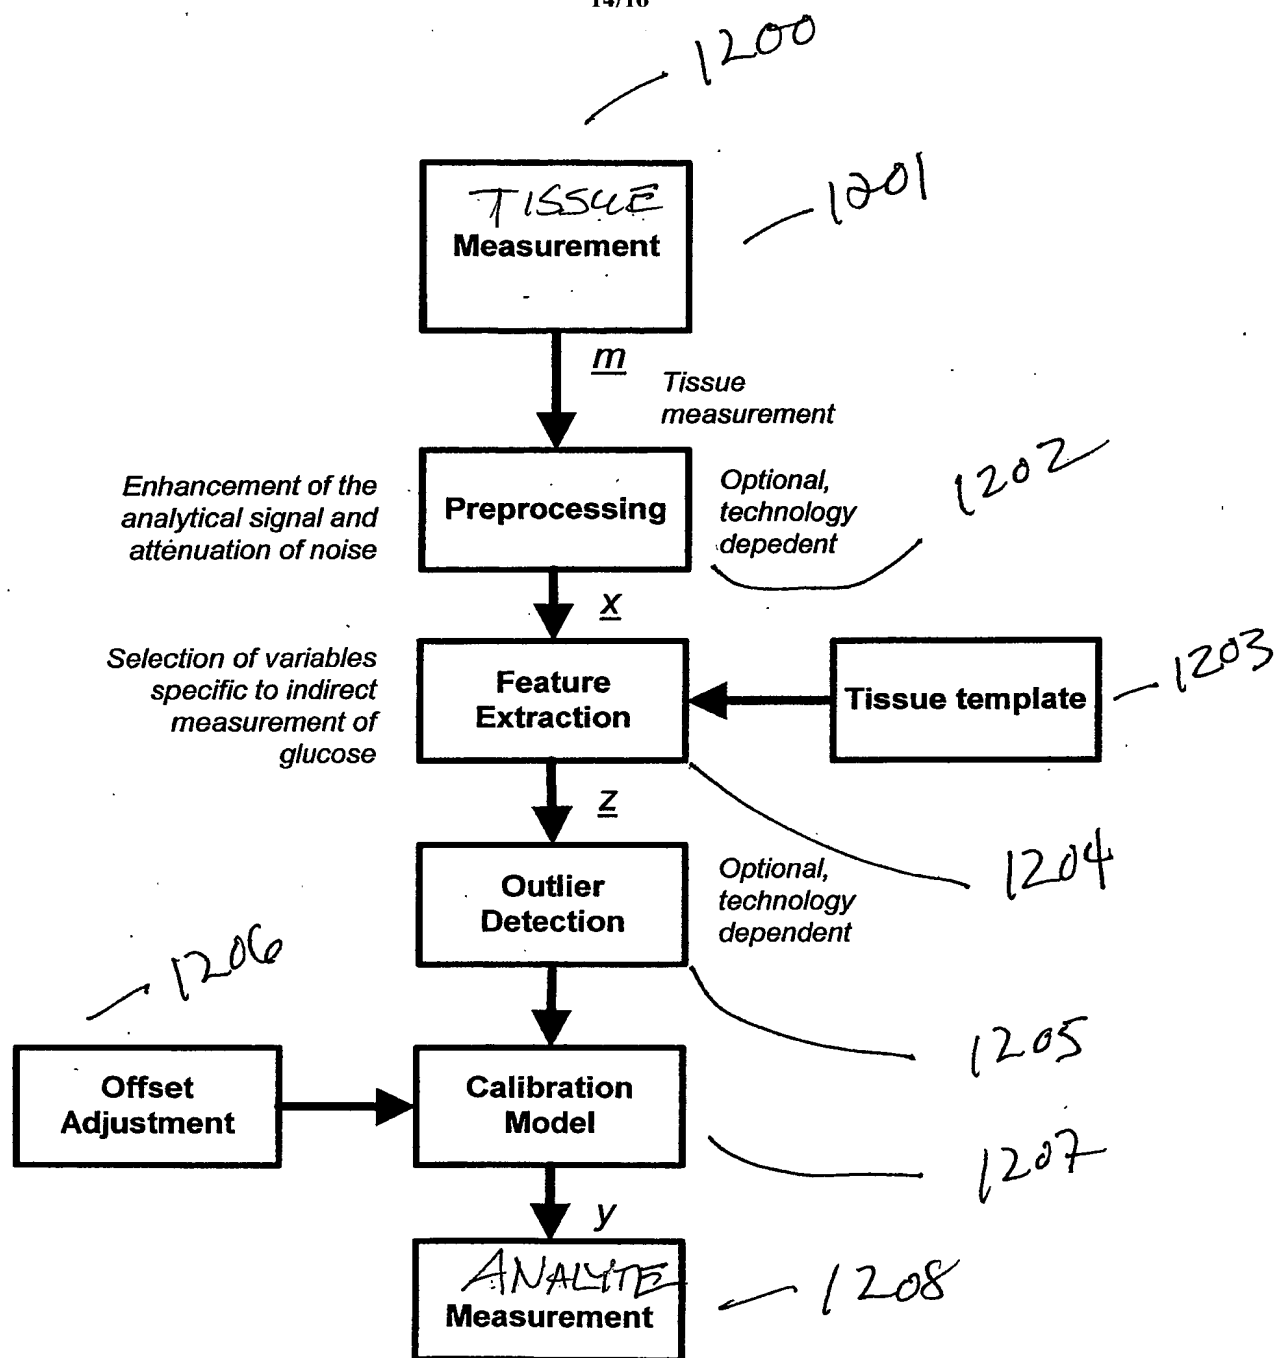 14/16
1200
TISSUE
Measurement
1201
m
Tissue
measurement
Enhancement of the
analytical signal and
attenuation of noise
Preprocessing
Optional,
technology
depedent
1202
x
Selection of variables
specific to indirect
measurement of
glucose
Feature
Extraction
Tissue template
1203
z
1204
Outlier
Detection
Optional,
technology
dependent
1205
1206
Offset
Adjustment
Calibration
Model
1207
y
ANALYTE
Measurement
1208